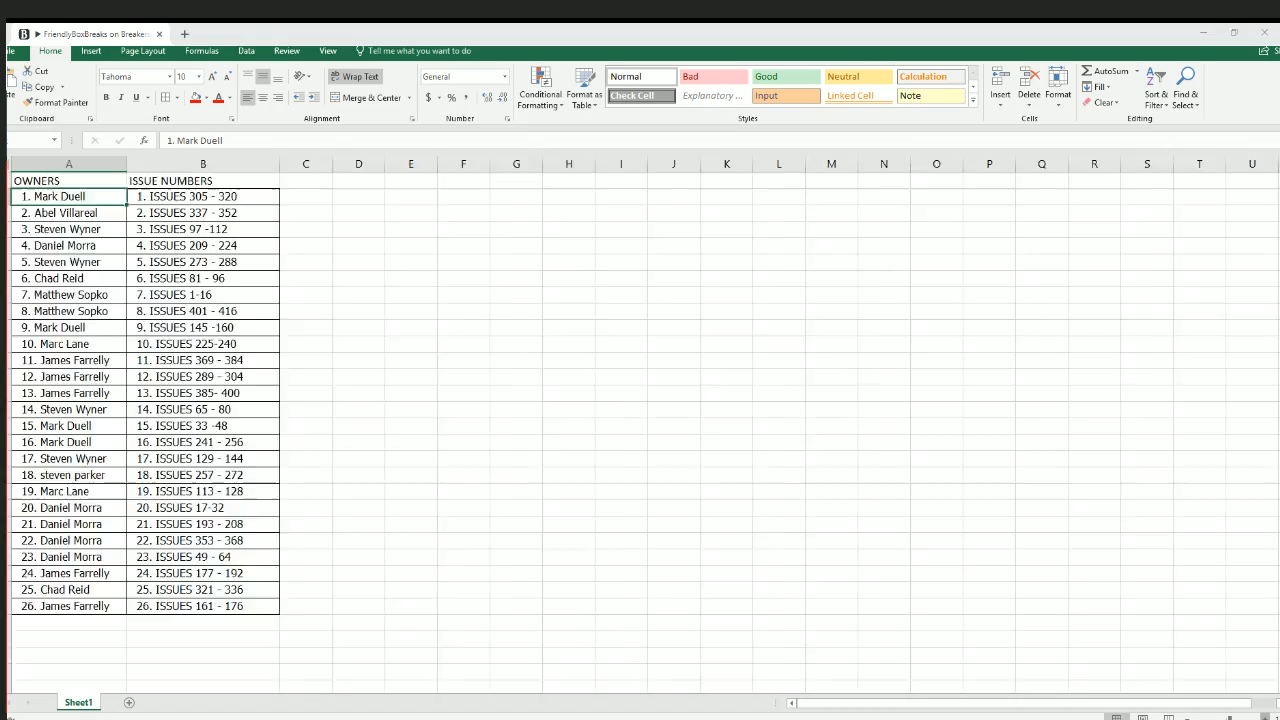 FriendlyBoxBreaks on Breakers
Home Insert Page Layout Formulas Data Review View Tell me what you want to do
Cut
Copy
Format Painter
Clipboard
Tahoma 10
B I U
Font
Wrap Text
Merge & Center
Alignment
General
$ % ,
Number
Conditional Formatting
Format as Table
Normal Bad Good Neutral Calculation
Check Cell Explanatory ... Input Linked Cell Note
Styles
Insert Delete Format
Cells
AutoSum
Fill
Clear
Sort & Filter
Find & Select
Editing
fx 1. Mark Duell
A B C D E F G H I J K L M N O P Q R S T U
OWNERS ISSUE NUMBERS
1. Mark Duell 1. ISSUES 305 - 320
2. Abel Villareal 2. ISSUES 337 - 352
3. Steven Wyner 3. ISSUES 97 -112
4. Daniel Morra 4. ISSUES 209 - 224
5. Steven Wyner 5. ISSUES 273 - 288
6. Chad Reid 6. ISSUES 81 - 96
7. Matthew Sopko 7. ISSUES 1-16
8. Matthew Sopko 8. ISSUES 401 - 416
9. Mark Duell 9. ISSUES 145 -160
10. Marc Lane 10. ISSUES 225-240
11. James Farrelly 11. ISSUES 369 - 384
12. James Farrelly 12. ISSUES 289 - 304
13. James Farrelly 13. ISSUES 385- 400
14. Steven Wyner 14. ISSUES 65 - 80
15. Mark Duell 15. ISSUES 33 -48
16. Mark Duell 16. ISSUES 241 - 256
17. Steven Wyner 17. ISSUES 129 - 144
18. steven parker 18. ISSUES 257 - 272
19. Marc Lane 19. ISSUES 113 - 128
20. Daniel Morra 20. ISSUES 17-32
21. Daniel Morra 21. ISSUES 193 - 208
22. Daniel Morra 22. ISSUES 353 - 368
23. Daniel Morra 23. ISSUES 49 - 64
24. James Farrelly 24. ISSUES 177 - 192
25. Chad Reid 25. ISSUES 321 - 336
26. James Farrelly 26. ISSUES 161 - 176
Sheet1